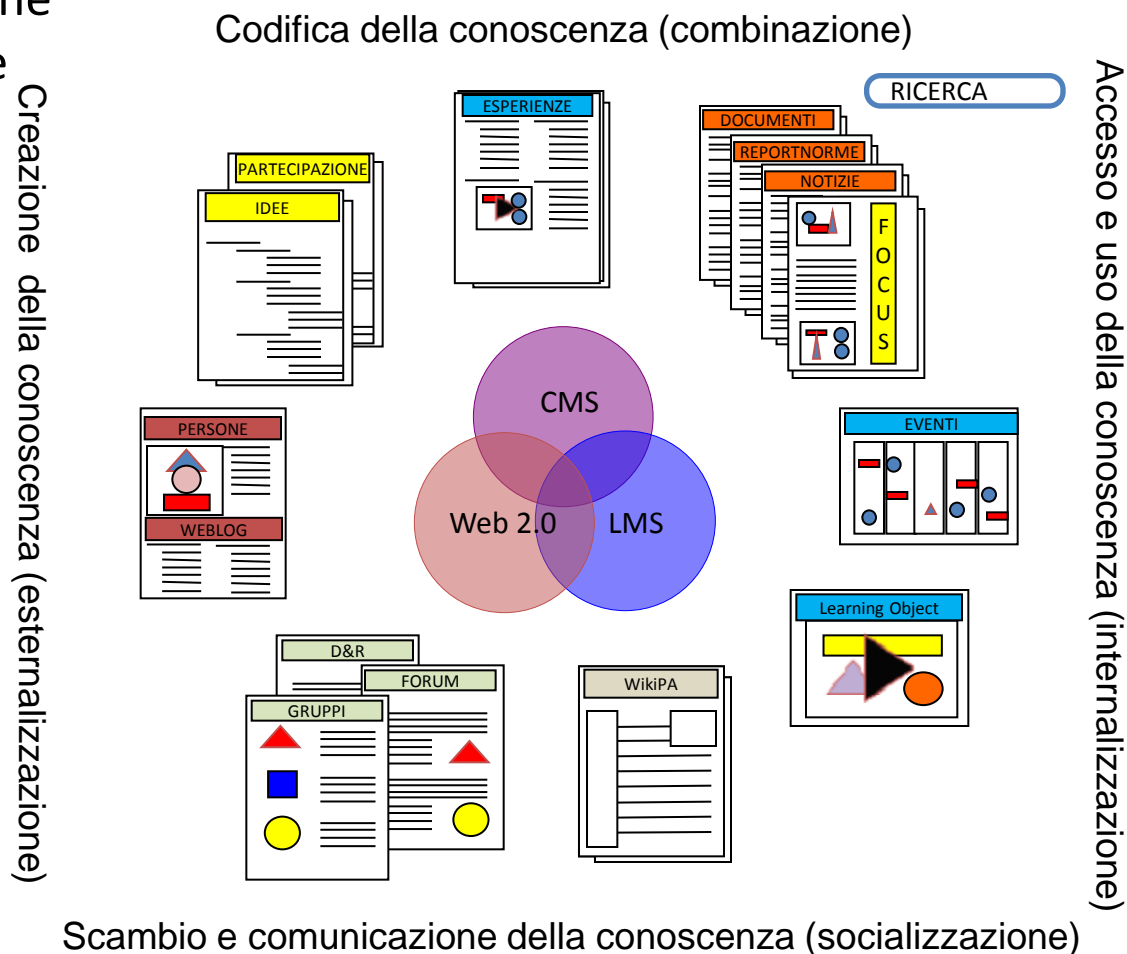 Codifica della conoscenza (combinazione)
Creazione della conoscenza (esternalizzazione)
Accesso e uso della conoscenza (internalizzazione)
RICERCA
ESPERIENZE
DOCUMENTI
REPORTNORME
NOTIZIE
FOCUS
PARTECIPAZIONE
IDEE
CMS
Web 2.0
LMS
PERSONE
WEBLOG
EVENTI
Learning Object
D&R
FORUM
GRUPPI
WikiPA
Scambio e comunicazione della conoscenza (socializzazione)